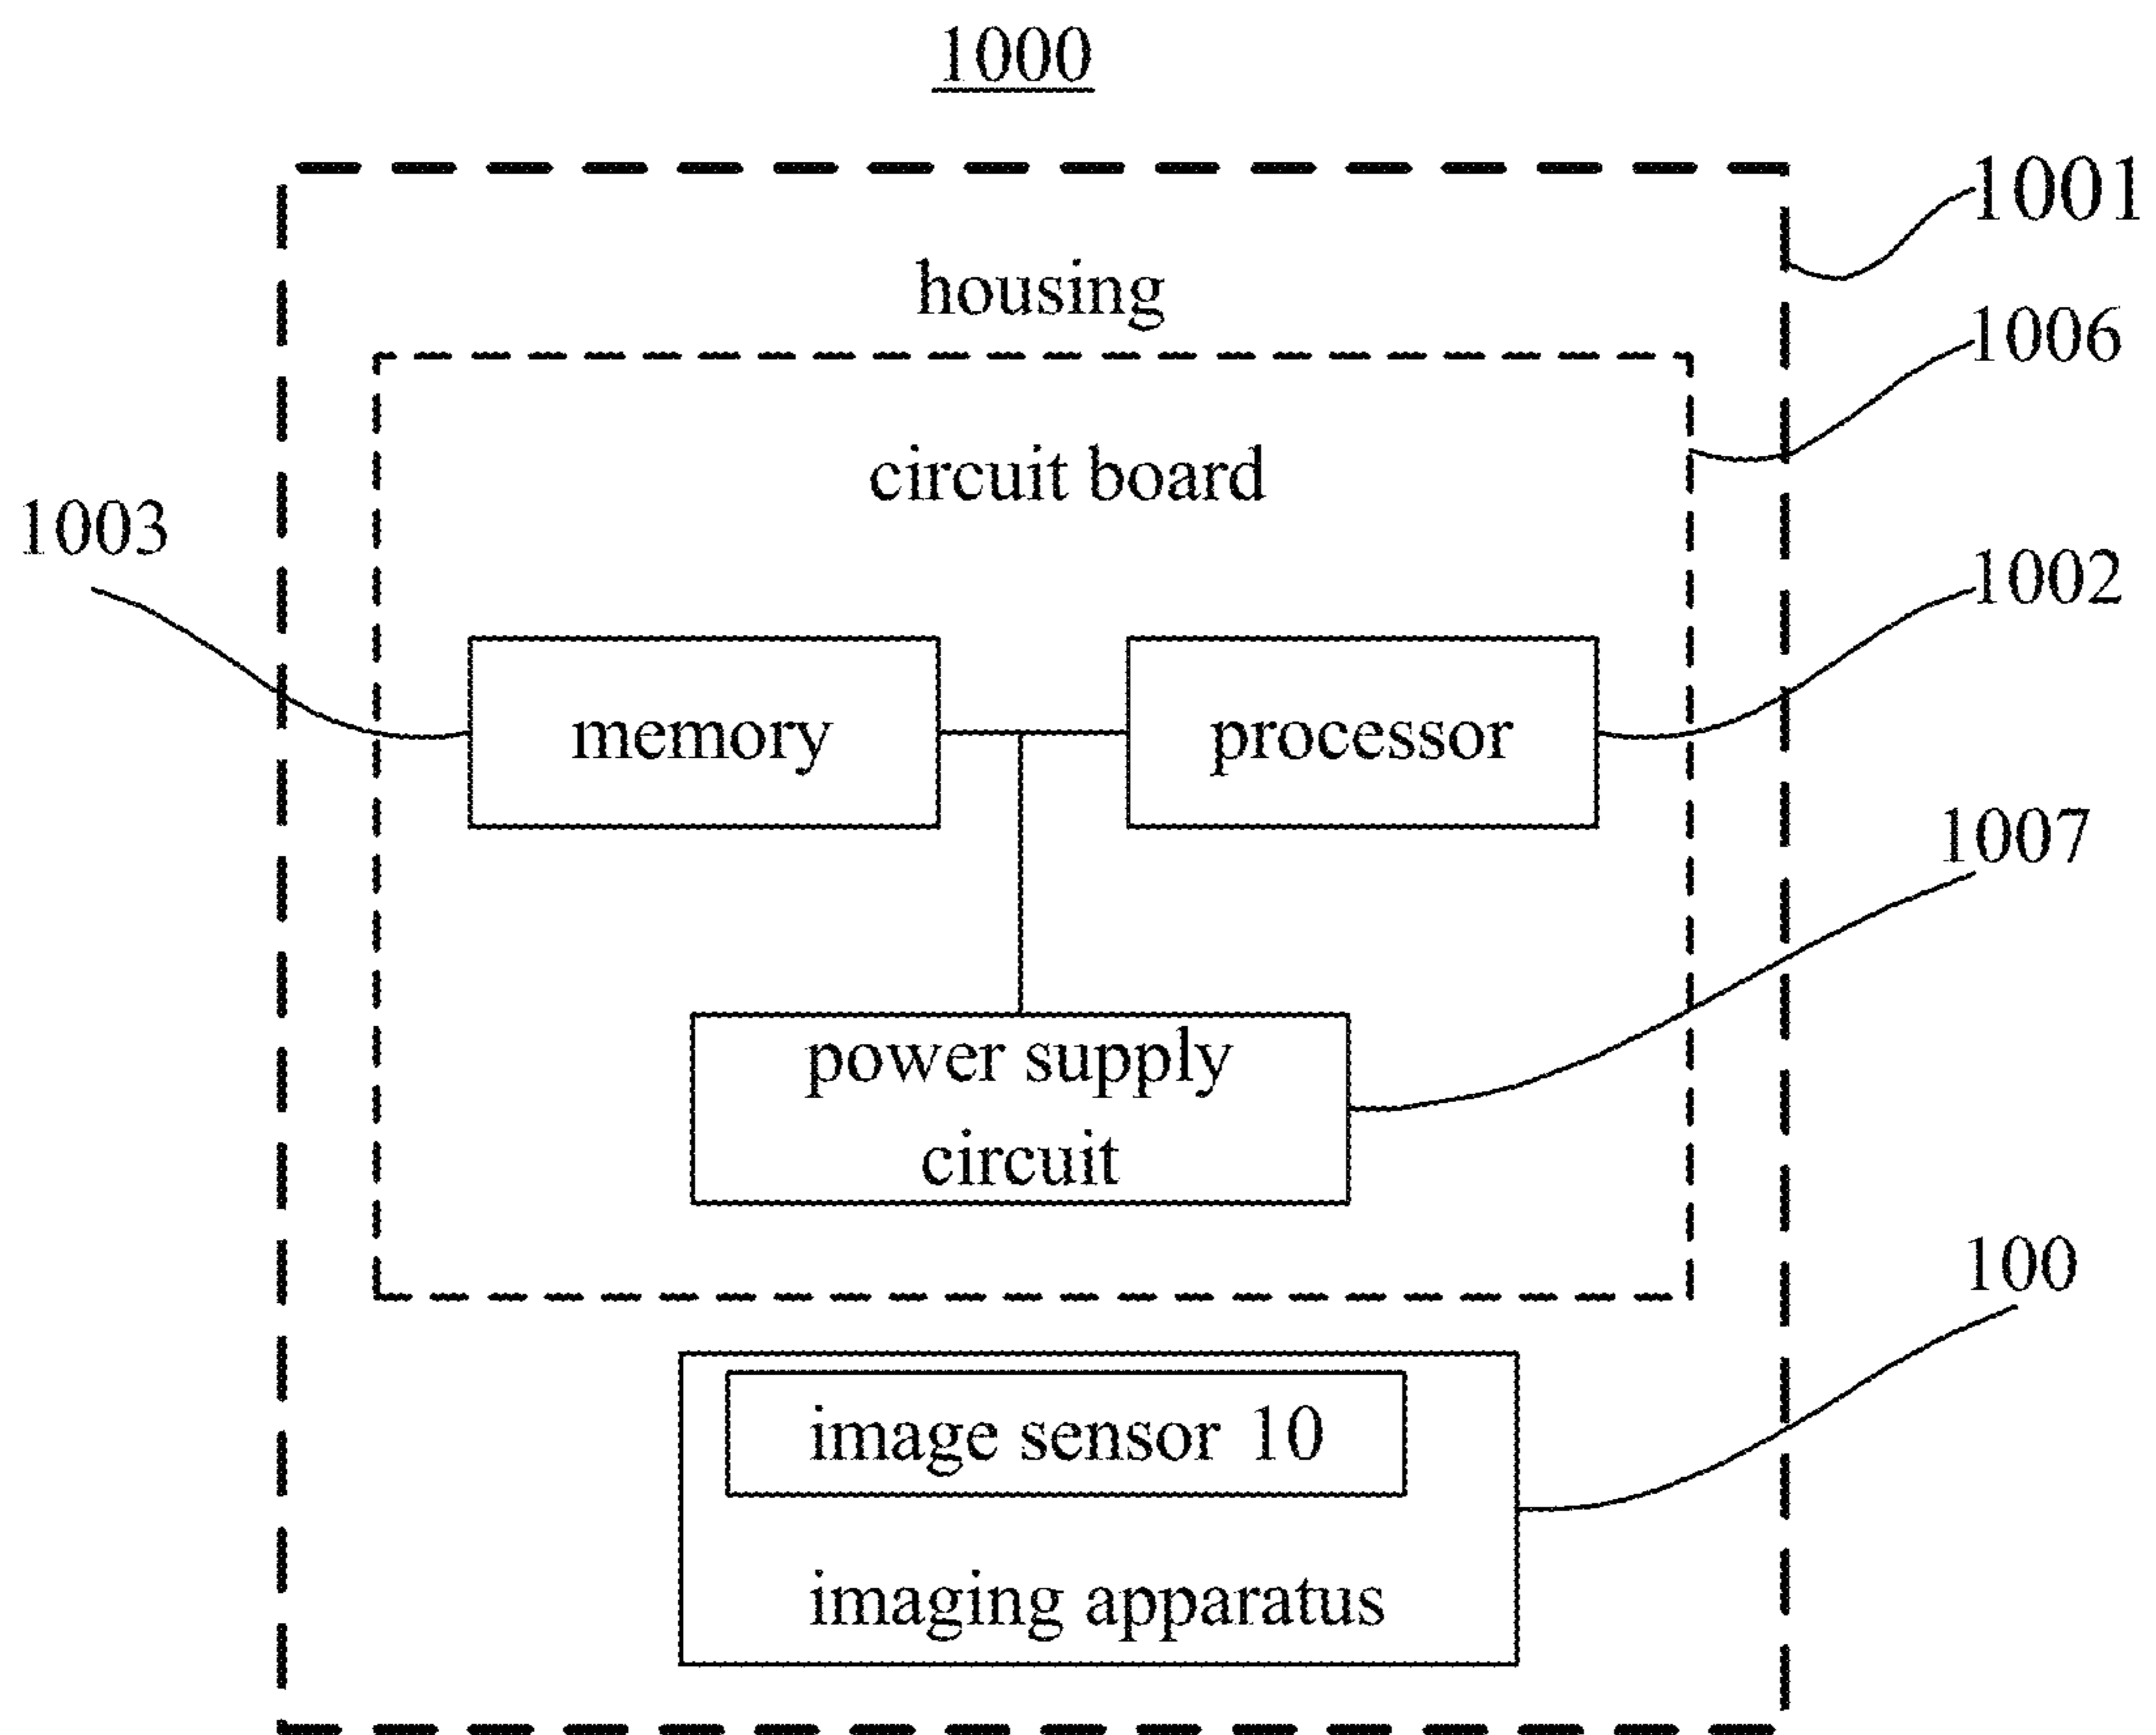 1000
1001
housing
1006
circuit board
1003
1002
memory
processor
1007
power supply
circuit
100
image sensor 10
imaging apparatus